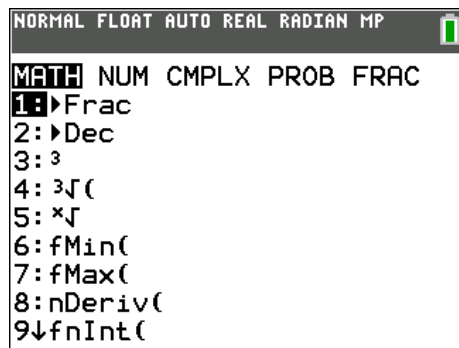 NORMAL FLOAT AUTO REAL RADIAN MP
MATH NUM CMPLX PROB FRAC
1:▶Frac
2:▶Dec
3:³
4:³√(
5:ˣ√
6:fMin(
7:fMax(
8:nDeriv(
9↓fnInt(